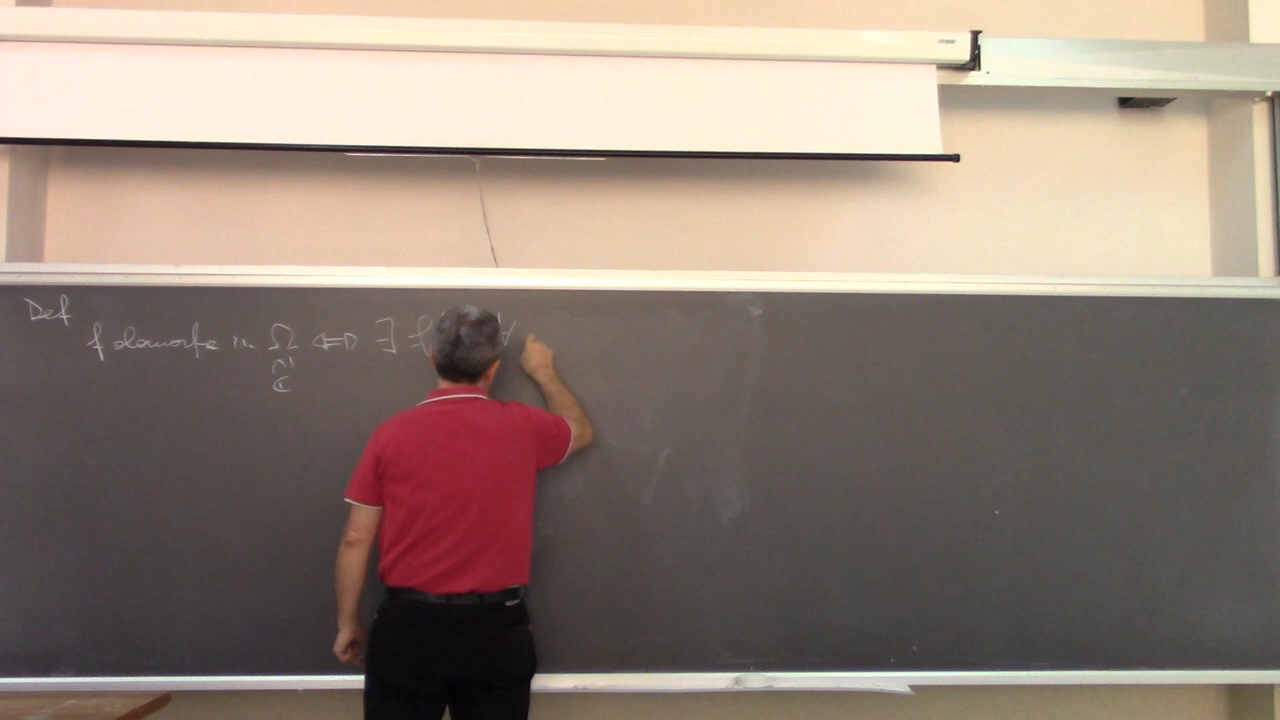 Def
f olomorfa in Ω ⇔ ∃ f' ∀
∩
ℂ